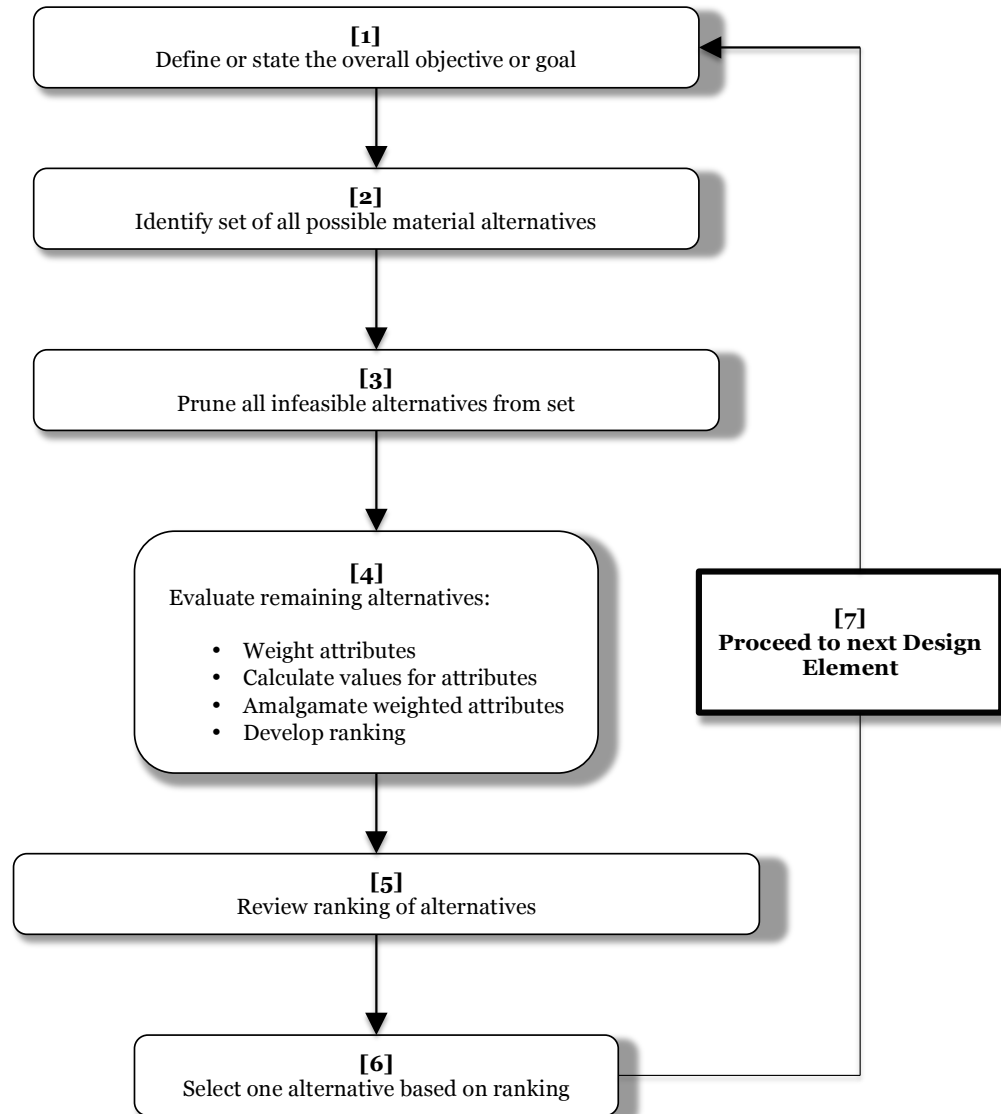 [1]
Define or state the overall objective or goal
[2]
Identify set of all possible material alternatives
[3]
Prune all infeasible alternatives from set
[4]
Evaluate remaining alternatives:
• Weight attributes
• Calculate values for attributes
• Amalgamate weighted attributes
• Develop ranking
[5]
Review ranking of alternatives
[6]
Select one alternative based on ranking
[7]
Proceed to next Design
Element